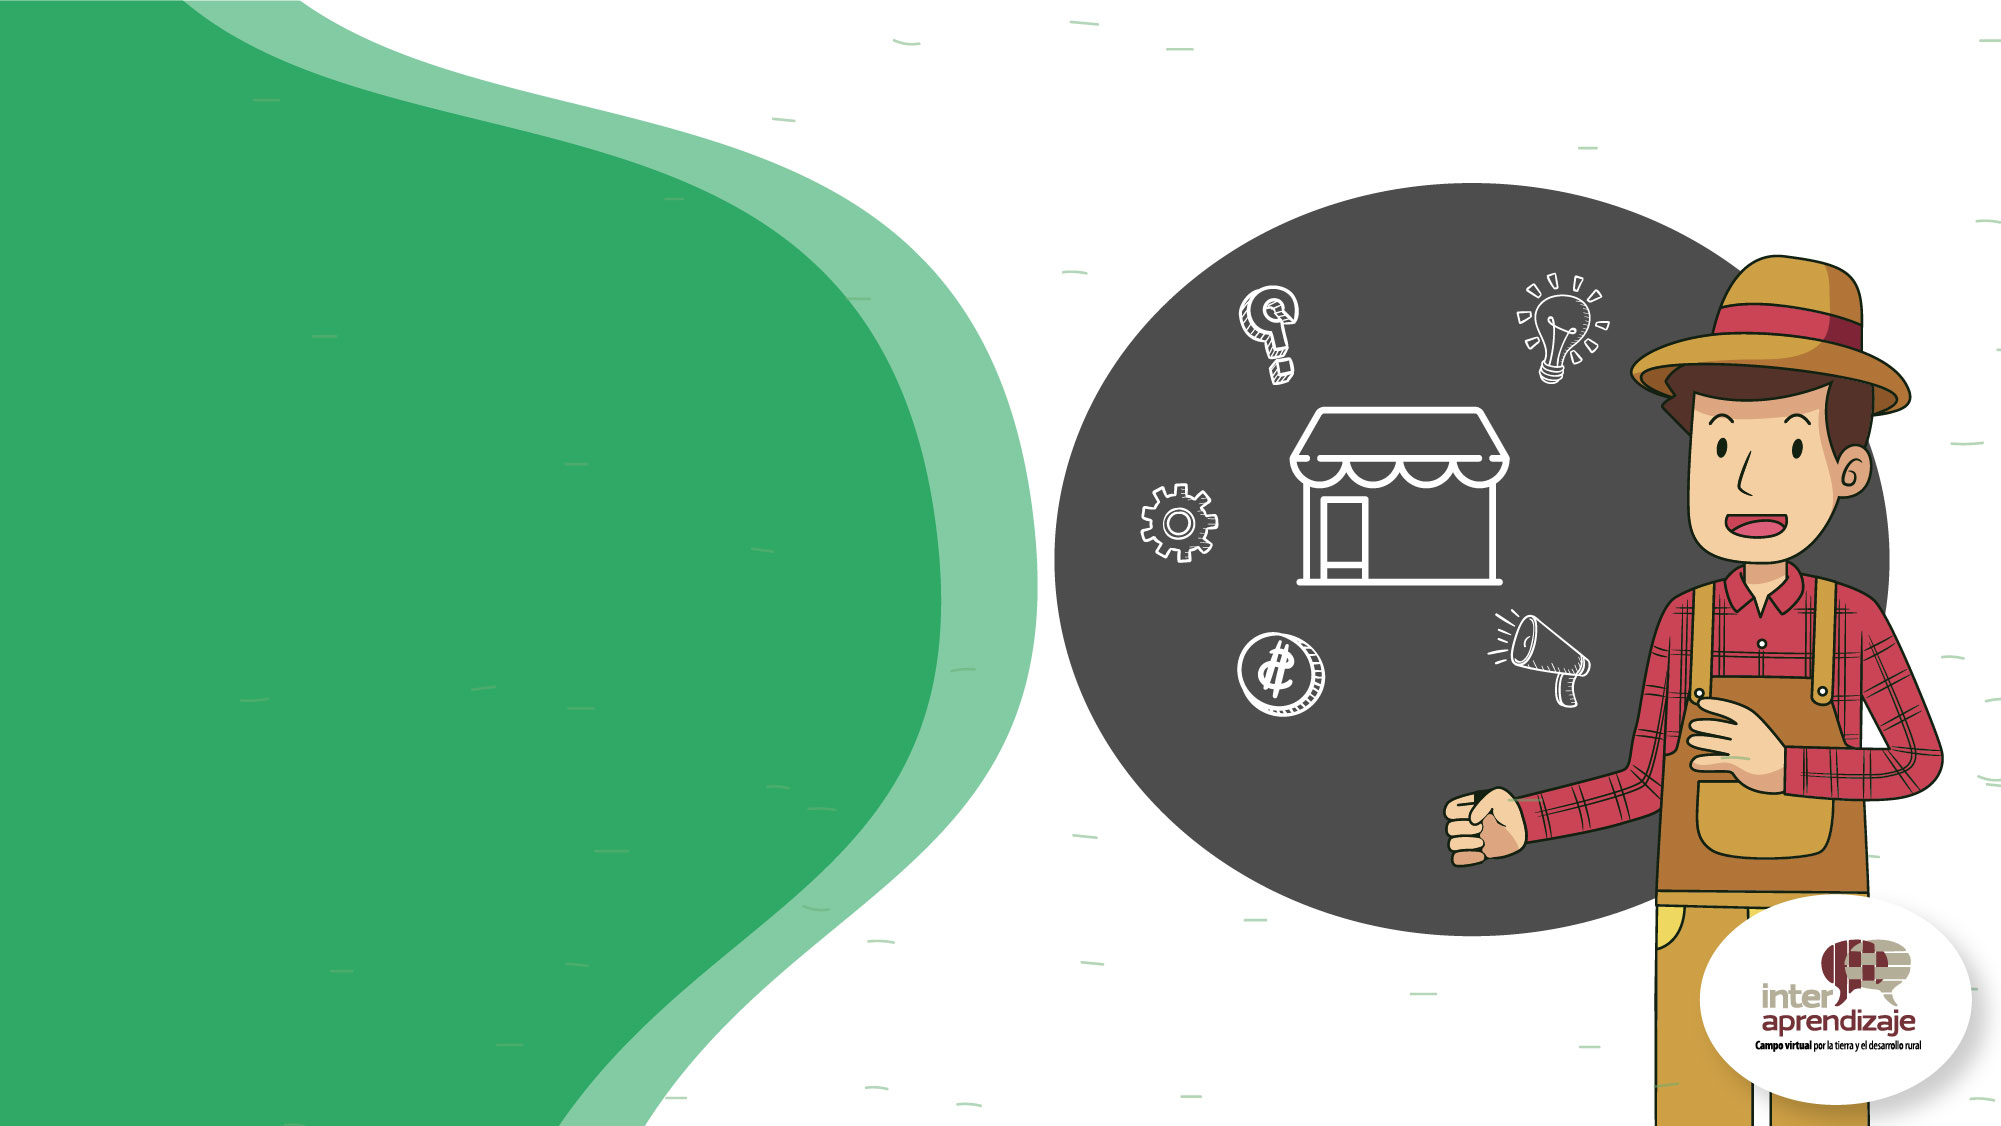 inter
aprendizaje
Campo virtual por la tierra y el desarrollo rural